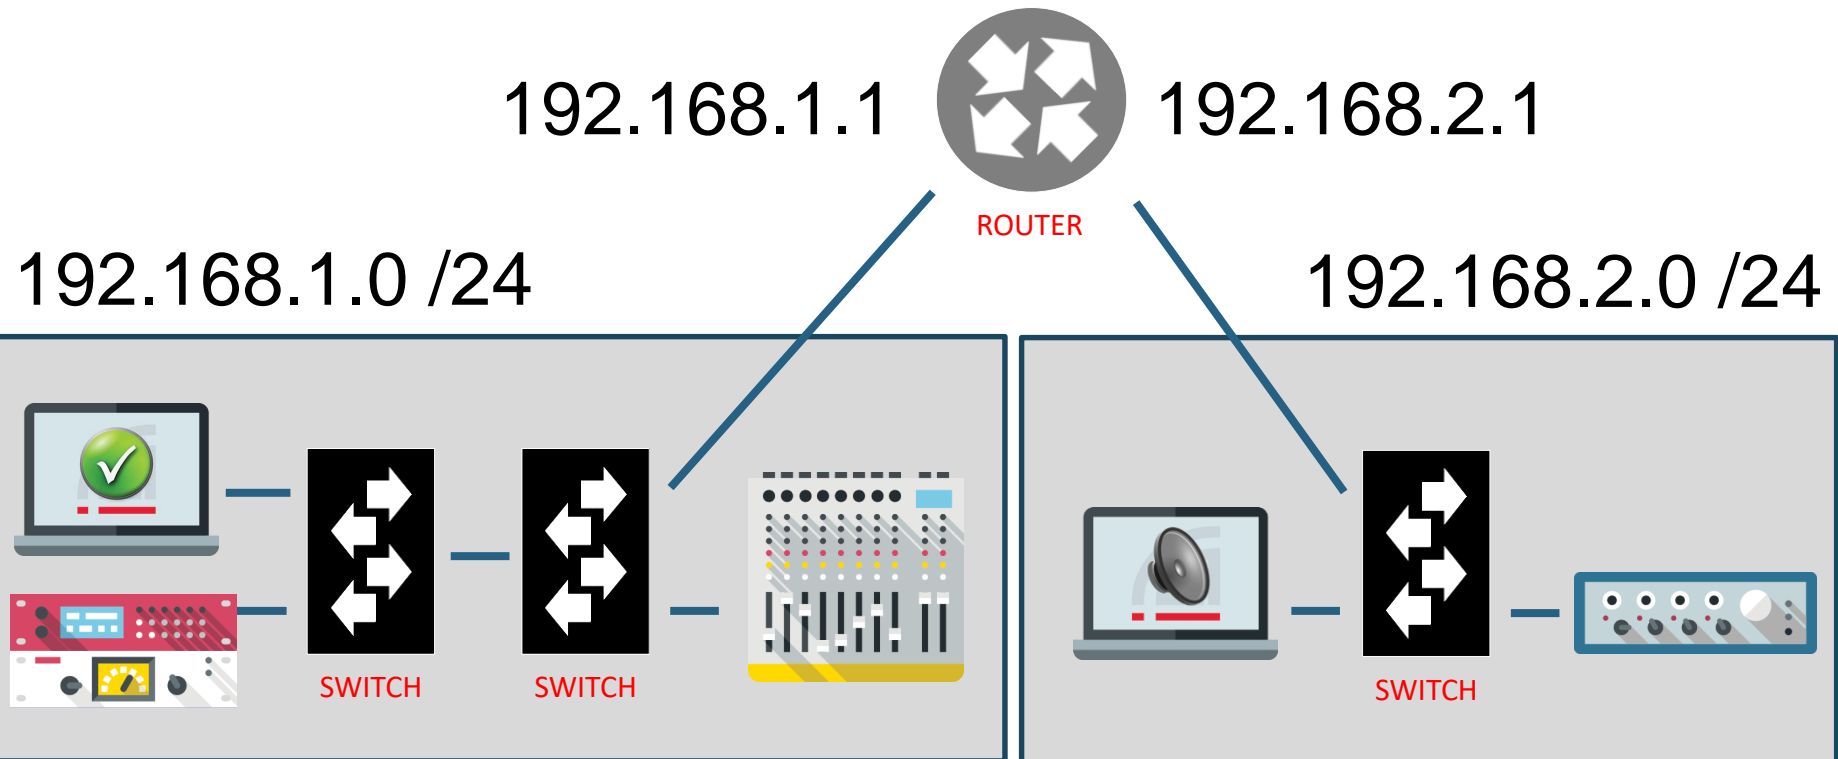 192.168.1.1
192.168.2.1
ROUTER
192.168.1.0 /24
192.168.2.0 /24
SWITCH
SWITCH
SWITCH